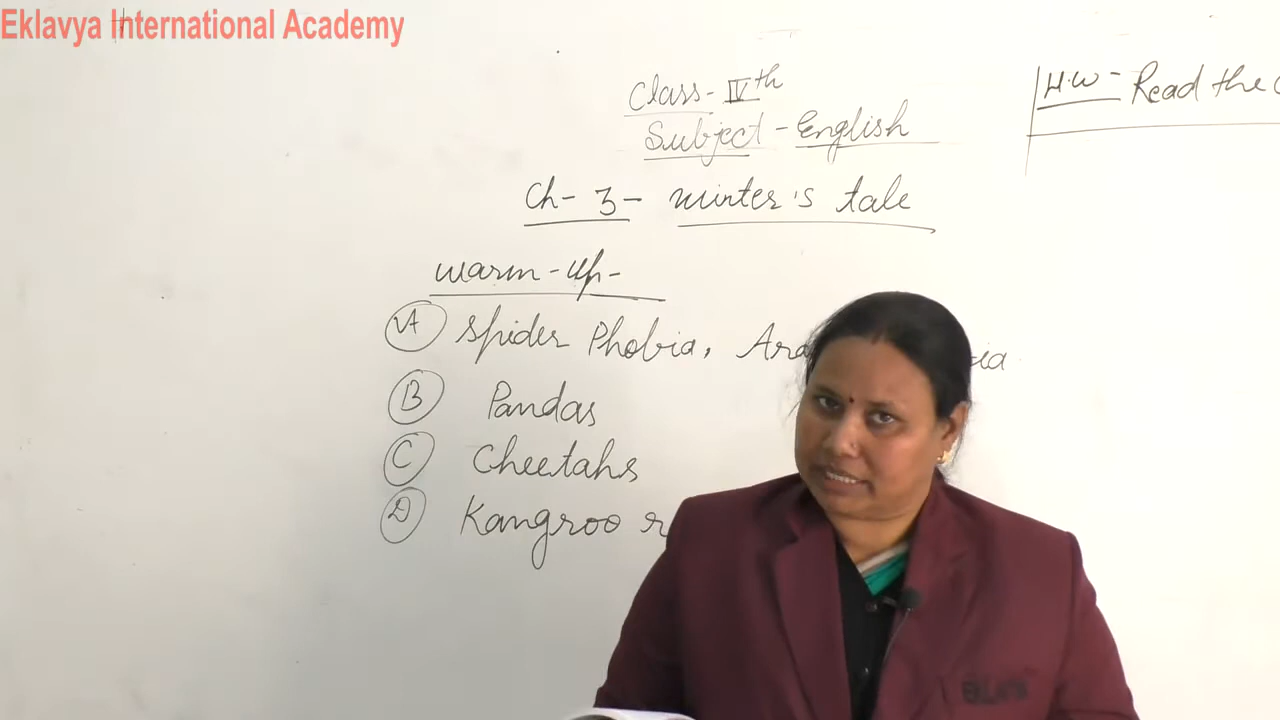 Eklavya International Academy
Class - IVth
Subject - English
H.W - Read the
Ch - 3 - Winter's tale
Warm - Up -
A Spider Phobia,
B Pandas
C Cheetahs
D Kangroo